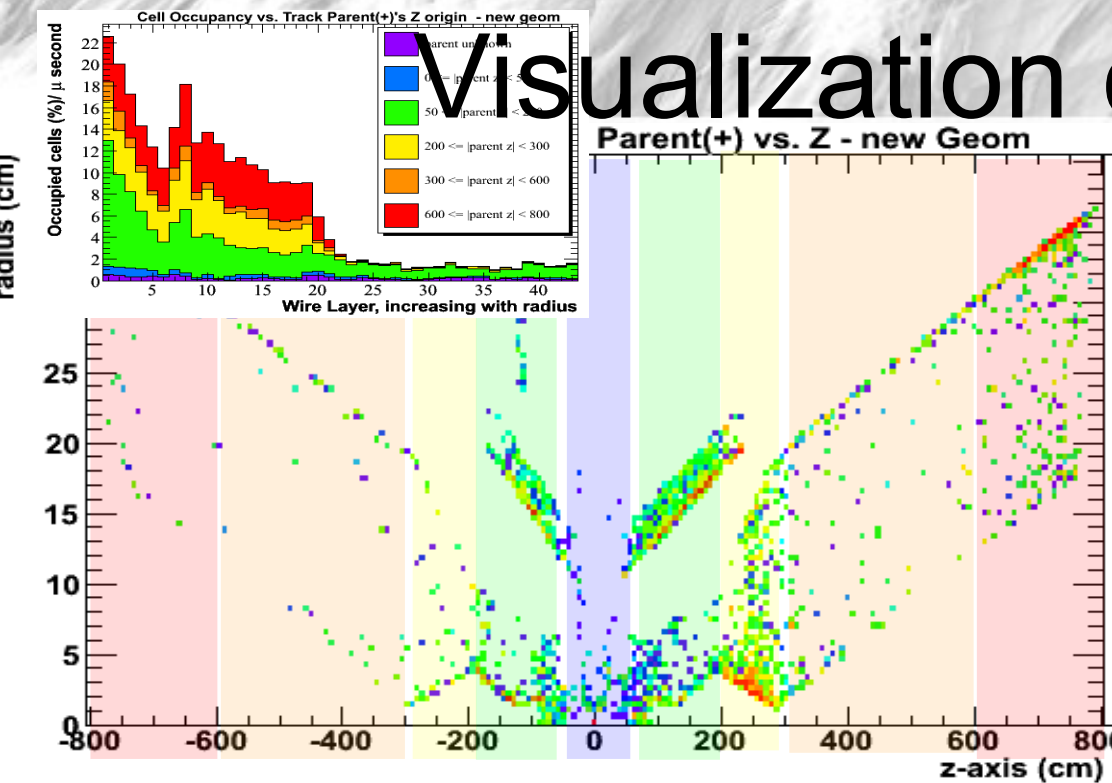 Cell Occupancy vs. Track Parent(+)'s Z origin - new geom
Visualization
Occupied cells (%)/ μ second
22
20
18
16
14
12
10
8
6
4
2
0
parent unknown
200 <= |parent z| < 300
300 <= |parent z| < 600
600 <= |parent z| < 800
5 10 15 20 25 30 35 40
Wire Layer, increasing with radius
Parent(+) vs. Z - new Geom
radius (cm)
25
20
15
10
5
0
-800 -600 -400 -200 0 200 400 600
z-axis (cm)